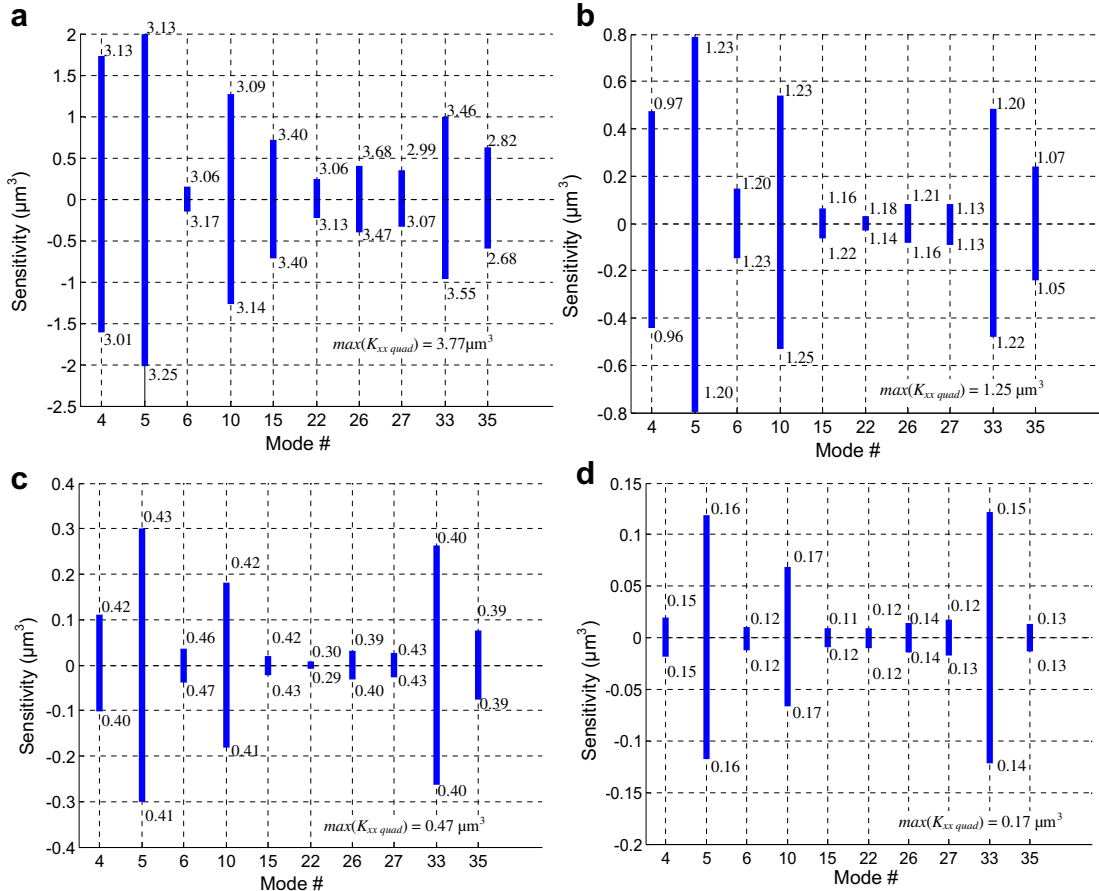 a
2
1.5
1
0.5
0
-0.5
-1
-1.5
-2
-2.5
Sensitivity (μm³)
3.13 3.13
3.06 3.09 3.40 3.06 3.68 2.99 3.46 2.82
3.17 3.14 3.40 3.13 3.47 3.07 3.55 2.68
3.01 3.25
max(Kxx quad) = 3.77μm³
4 5 6 10 15 22 26 27 33 35
Mode #
b
0.8
0.6
0.4
0.2
0
-0.2
-0.4
-0.6
-0.8
Sensitivity (μm³)
0.97 1.23 1.20 1.23 1.16 1.18 1.21 1.13 1.20 1.07
0.96 1.20 1.23 1.25 1.22 1.14 1.16 1.13 1.22 1.05
max(Kxx quad) = 1.25 μm³
4 5 6 10 15 22 26 27 33 35
Mode #
c
0.4
0.3
0.2
0.1
0
-0.1
-0.2
-0.3
-0.4
Sensitivity (μm³)
0.42 0.43 0.46 0.42 0.42 0.30 0.39 0.43 0.40 0.39
0.40 0.41 0.47 0.41 0.43 0.29 0.40 0.43 0.40 0.39
max(Kxx quad) = 0.47 μm³
4 5 6 10 15 22 26 27 33 35
Mode #
d
0.15
0.1
0.05
0
-0.05
-0.1
-0.15
-0.2
Sensitivity (μm³)
0.15 0.16 0.12 0.17 0.11 0.12 0.14 0.12 0.15 0.13
0.15 0.16 0.12 0.17 0.12 0.12 0.14 0.13 0.14 0.13
max(Kxx quad) = 0.17 μm³
4 5 6 10 15 22 26 27 33 35
Mode #